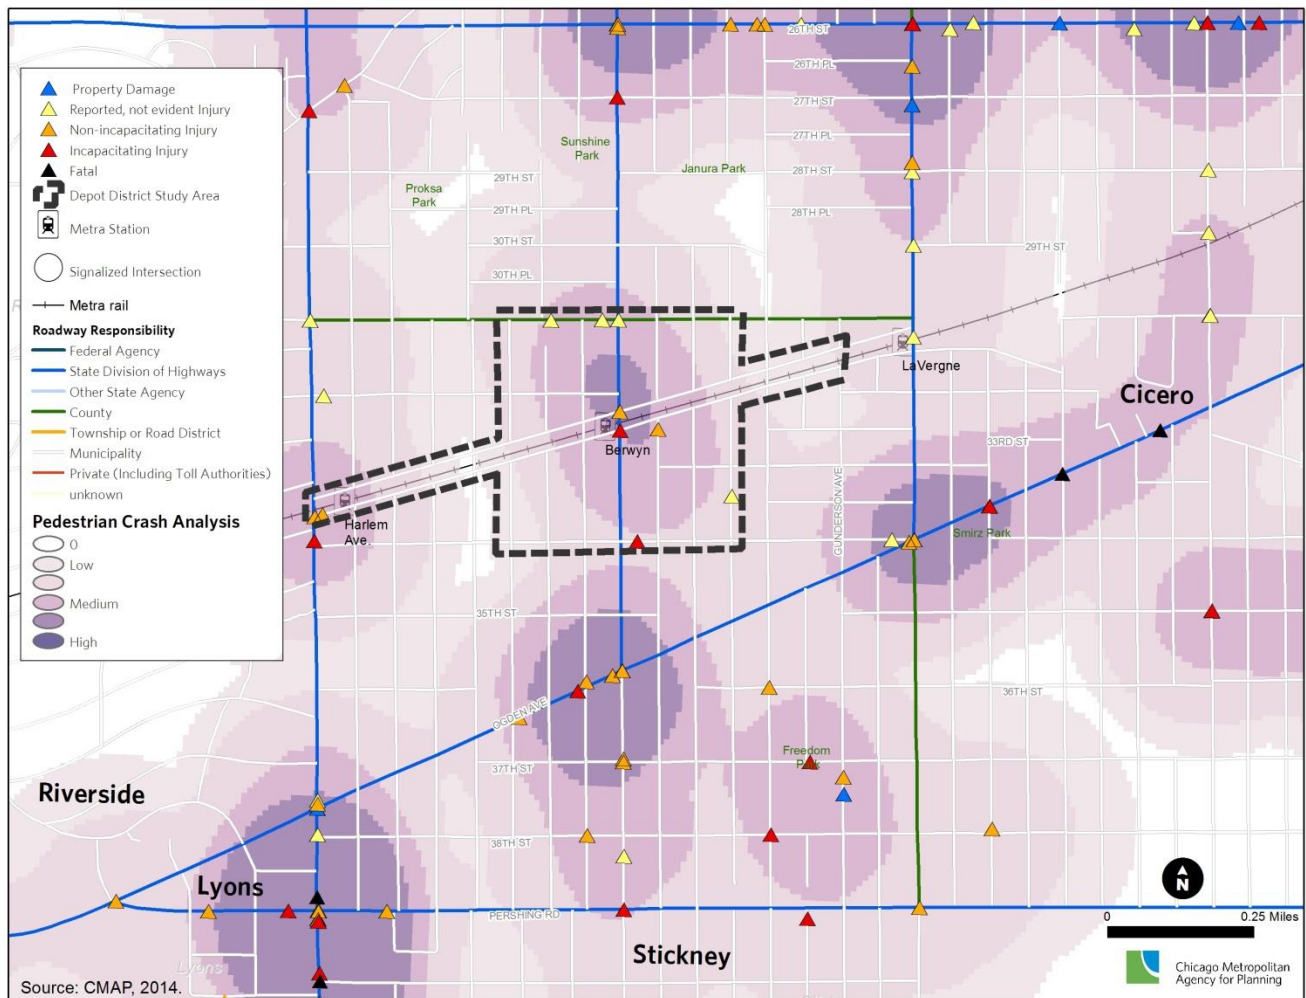 26TH ST
26TH PL
27TH ST
27TH PL
28TH ST
28TH PL
29TH ST
29TH ST
29TH PL
30TH ST
30TH PL
Sunshine
Park
Janura Park
Proksa
Park
Property Damage
Reported, not evident Injury
Non-incapacitating Injury
Incapacitating Injury
Fatal
Depot District Study Area
Metra Station
Signalized Intersection
Metra rail
Roadway Responsibility
Federal Agency
State Division of Highways
Other State Agency
County
Township or Road District
Municipality
Private (Including Toll Authorities)
unknown
Pedestrian Crash Analysis
0
Low
Medium
High
LaVergne
Cicero
Berwyn
33RD ST
GUNDERSON AVE
Harlem
Ave.
Smirz Park
35TH ST
36TH ST
OGDEN AVE
37TH ST
Freedom
Park
Riverside
38TH ST
Lyons
PERSHING RD
N
0 0.25 Miles
Stickney
Lyons
Chicago Metropolitan
Agency for Planning
Source: CMAP, 2014.